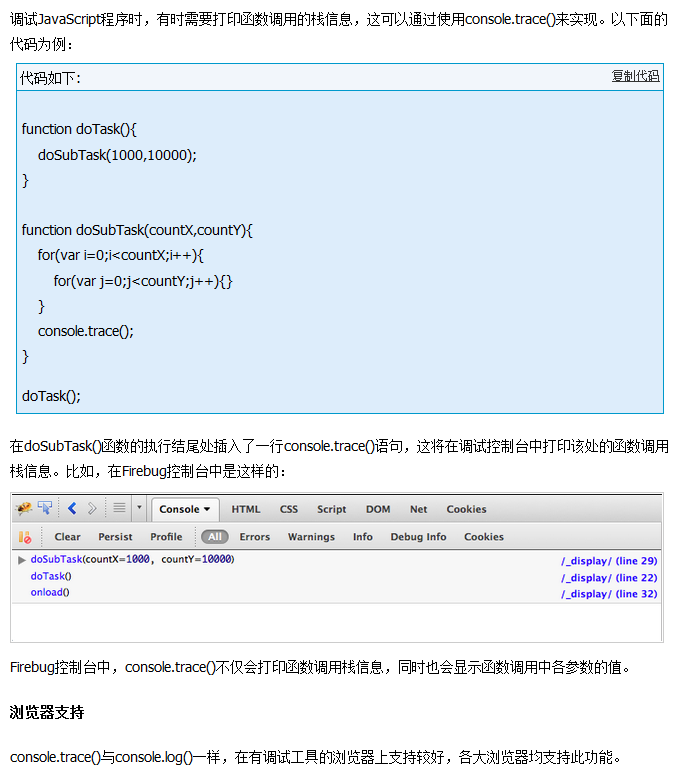 调试JavaScript程序时，有时需要打印函数调用的栈信息，这可以通过使用console.trace()来实现。以下面的
代码为例：
代码如下:
复制代码
function doTask(){
doSubTask(1000,10000);
}
function doSubTask(countX,countY){
for(var i=0;i<countX;i++){
for(var j=0;j<countY;j++){}
}
console.trace();
}
doTask();
在doSubTask()函数的执行结尾处插入了一行console.trace()语句，这将在调试控制台中打印该处的函数调用
栈信息。比如，在Firebug控制台中是这样的：
Console HTML CSS Script DOM Net Cookies
Clear Persist Profile All Errors Warnings Info Debug Info Cookies
doSubTask(countX=1000, countY=10000) /_display/ (line 29)
doTask() /_display/ (line 22)
onload() /_display/ (line 32)
Firebug控制台中，console.trace()不仅会打印函数调用栈信息，同时也会显示函数调用中各参数的值。
浏览器支持
console.trace()与console.log()一样，在有调试工具的浏览器上支持较好，各大浏览器均支持此功能。